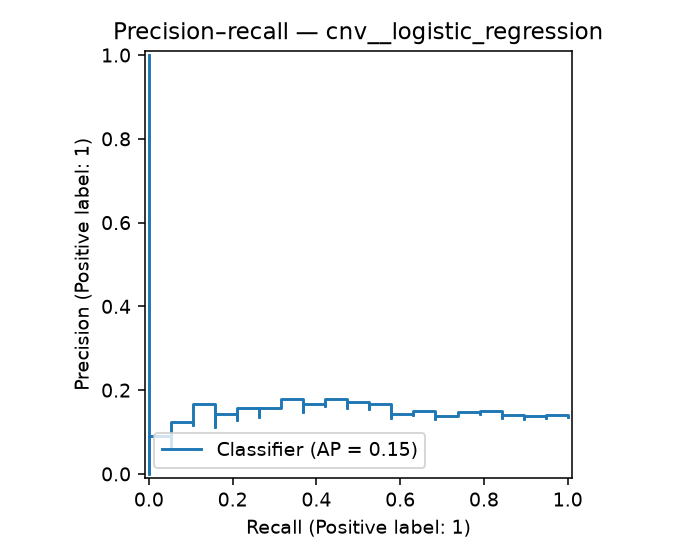 Precision–recall — cnv__logistic_regression
Precision (Positive label: 1)
1.0
0.8
0.6
0.4
0.2
0.0
Classifier (AP = 0.15)
0.0 0.2 0.4 0.6 0.8 1.0
Recall (Positive label: 1)